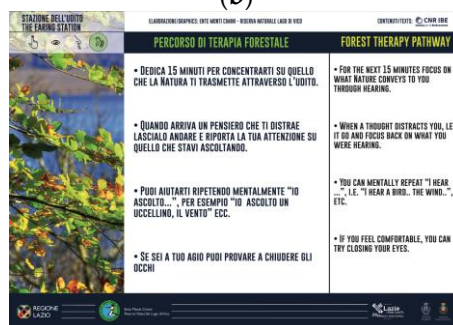 (b)
STAZIONE DELL'UDITO
THE EARING STATION
ELABORAZIONE/GRAPHICS: ENTE MONTI CIMINI – RISERVA NATURALE LAGO DI VICO
CONTENUTI/TEXTS: CNR IBE
PERCORSO DI TERAPIA FORESTALE
• DEDICA 15 MINUTI PER CONCENTRARTI SU QUELLO
CHE LA NATURA TI TRASMETTE ATTRAVERSO L'UDITO.
• QUANDO ARRIVA UN PENSIERO CHE TI DISTRAE
LASCIALO ANDARE E RIPORTA LA TUA ATTENZIONE SU
QUELLO CHE STAVI ASCOLTANDO.
• PUOI AIUTARTI RIPETENDO MENTALMENTE "IO
ASCOLTO...", PER ESEMPIO "IO ASCOLTO UN
UCCELLINO, IL VENTO" ECC.
• SE SEI A TUO AGIO PUOI PROVARE A CHIUDERE GLI
OCCHI
FOREST THERAPY PATHWAY
• FOR THE NEXT 15 MINUTES FOCUS ON
WHAT NATURE CONVEYS TO YOU
THROUGH HEARING.
• WHEN A THOUGHT DISTRACTS YOU, LE
IT GO AND FOCUS BACK ON WHAT YOU
WERE HEARING.
• YOU CAN MENTALLY REPEAT "I HEAR
...", I.E. "I HEAR A BIRD.. THE WIND..",
ETC.
• IF YOU FEEL COMFORTABLE, YOU CAN
TRY CLOSING YOUR EYES.
REGIONE
LAZIO
Lazio